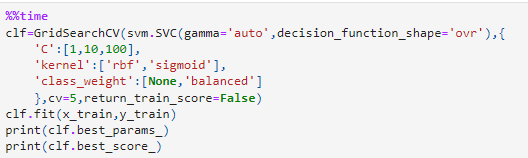 %%time
clf=GridSearchCV(svm.SVC(gamma='auto',decision_function_shape='ovr'),{
    'C':[1,10,100],
    'kernel':['rbf','sigmoid'],
    'class_weight':[None,'balanced']
    },cv=5,return_train_score=False)
clf.fit(x_train,y_train)
print(clf.best_params_)
print(clf.best_score_)